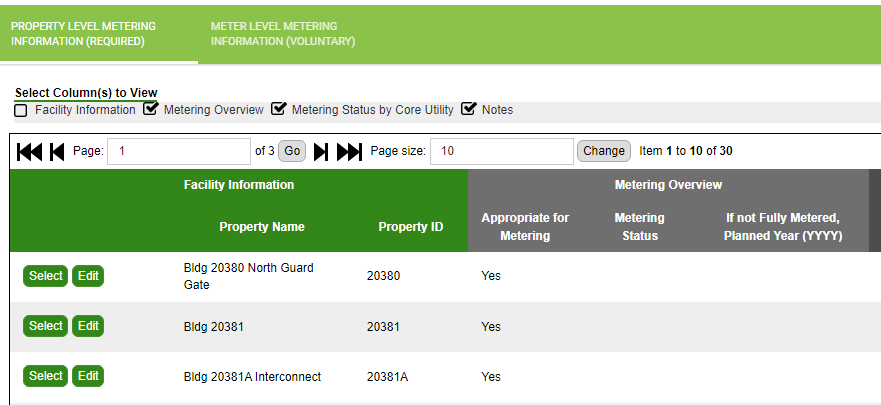 PROPERTY LEVEL METERING
INFORMATION (REQUIRED)
METER LEVEL METERING
INFORMATION (VOLUNTARY)
Select Column(s) to View
Facility Information Metering Overview Metering Status by Core Utility Notes
Page: 1 of 3 Go Page size: 10 Change Item 1 to 10 of 30
Facility Information Metering Overview
Property Name Property ID
Appropriate for
Metering
Metering
Status
If not Fully Metered,
Planned Year (YYYY)
Select Edit Bldg 20380 North Guard
Gate 20380 Yes
Select Edit Bldg 20381 20381 Yes
Select Edit Bldg 20381A Interconnect 20381A Yes